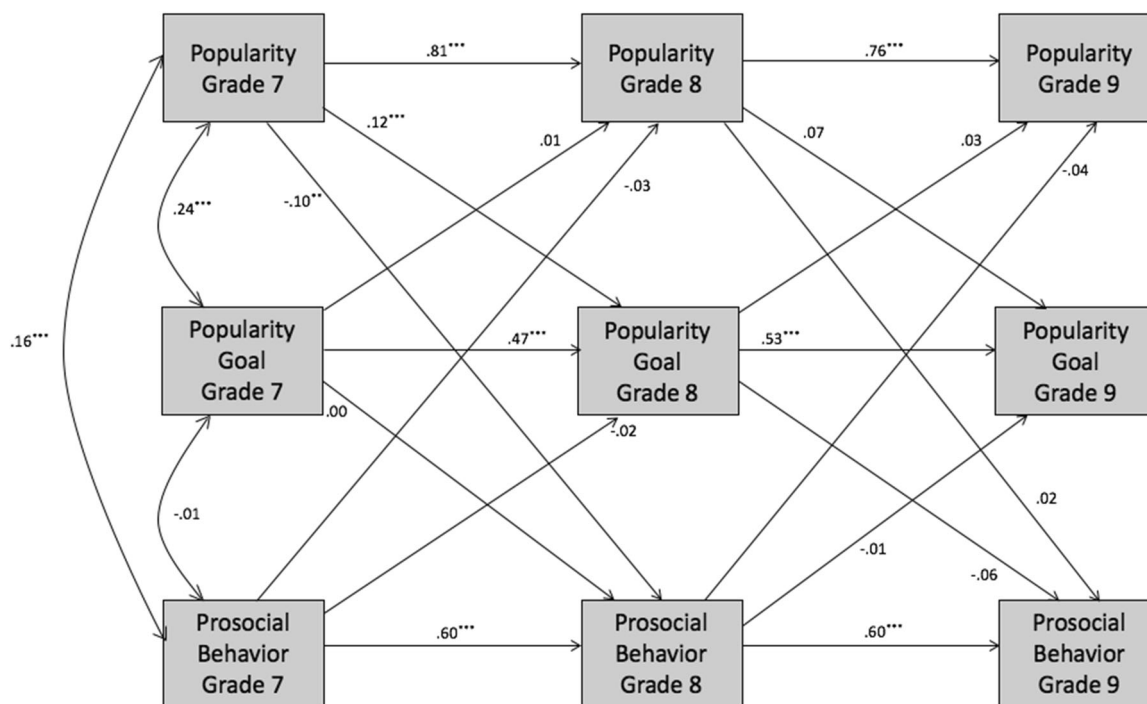 Popularity
Grade 7
.81***
Popularity
Grade 8
.76***
Popularity
Grade 9
.12***
.01
.07
.03
.24***
-.10**
-.03
-.04
.16***
Popularity
Goal
Grade 7
.47***
Popularity
Goal
Grade 8
.53***
Popularity
Goal
Grade 9
.00
-.02
-.01
.02
-.01
-.06
Prosocial
Behavior
Grade 7
.60***
Prosocial
Behavior
Grade 8
.60***
Prosocial
Behavior
Grade 9